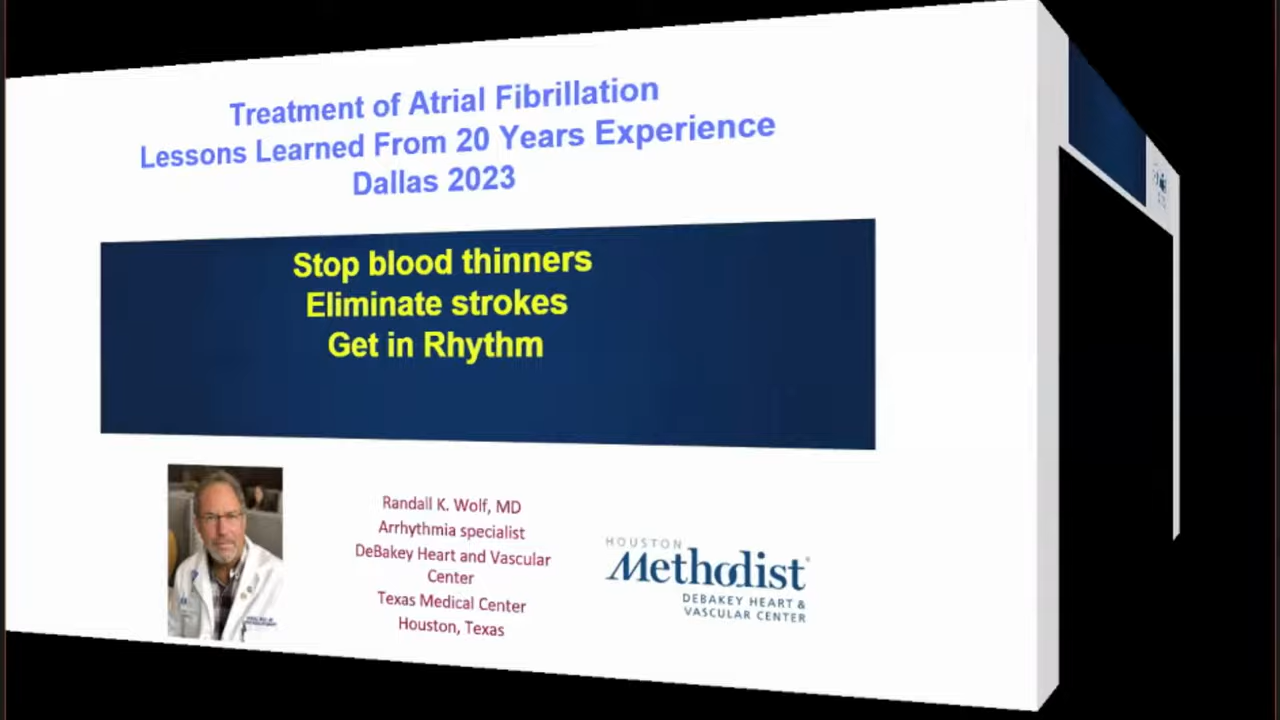 Treatment of Atrial Fibrillation
Lessons Learned From 20 Years Experience
Dallas 2023
Stop blood thinners
Eliminate strokes
Get in Rhythm
Randall K. Wolf, MD
Arrhythmia specialist
DeBakey Heart and Vascular
Center
Texas Medical Center
Houston, Texas
HOUSTON
Methodist
DEBAKEY HEART &
VASCULAR CENTER